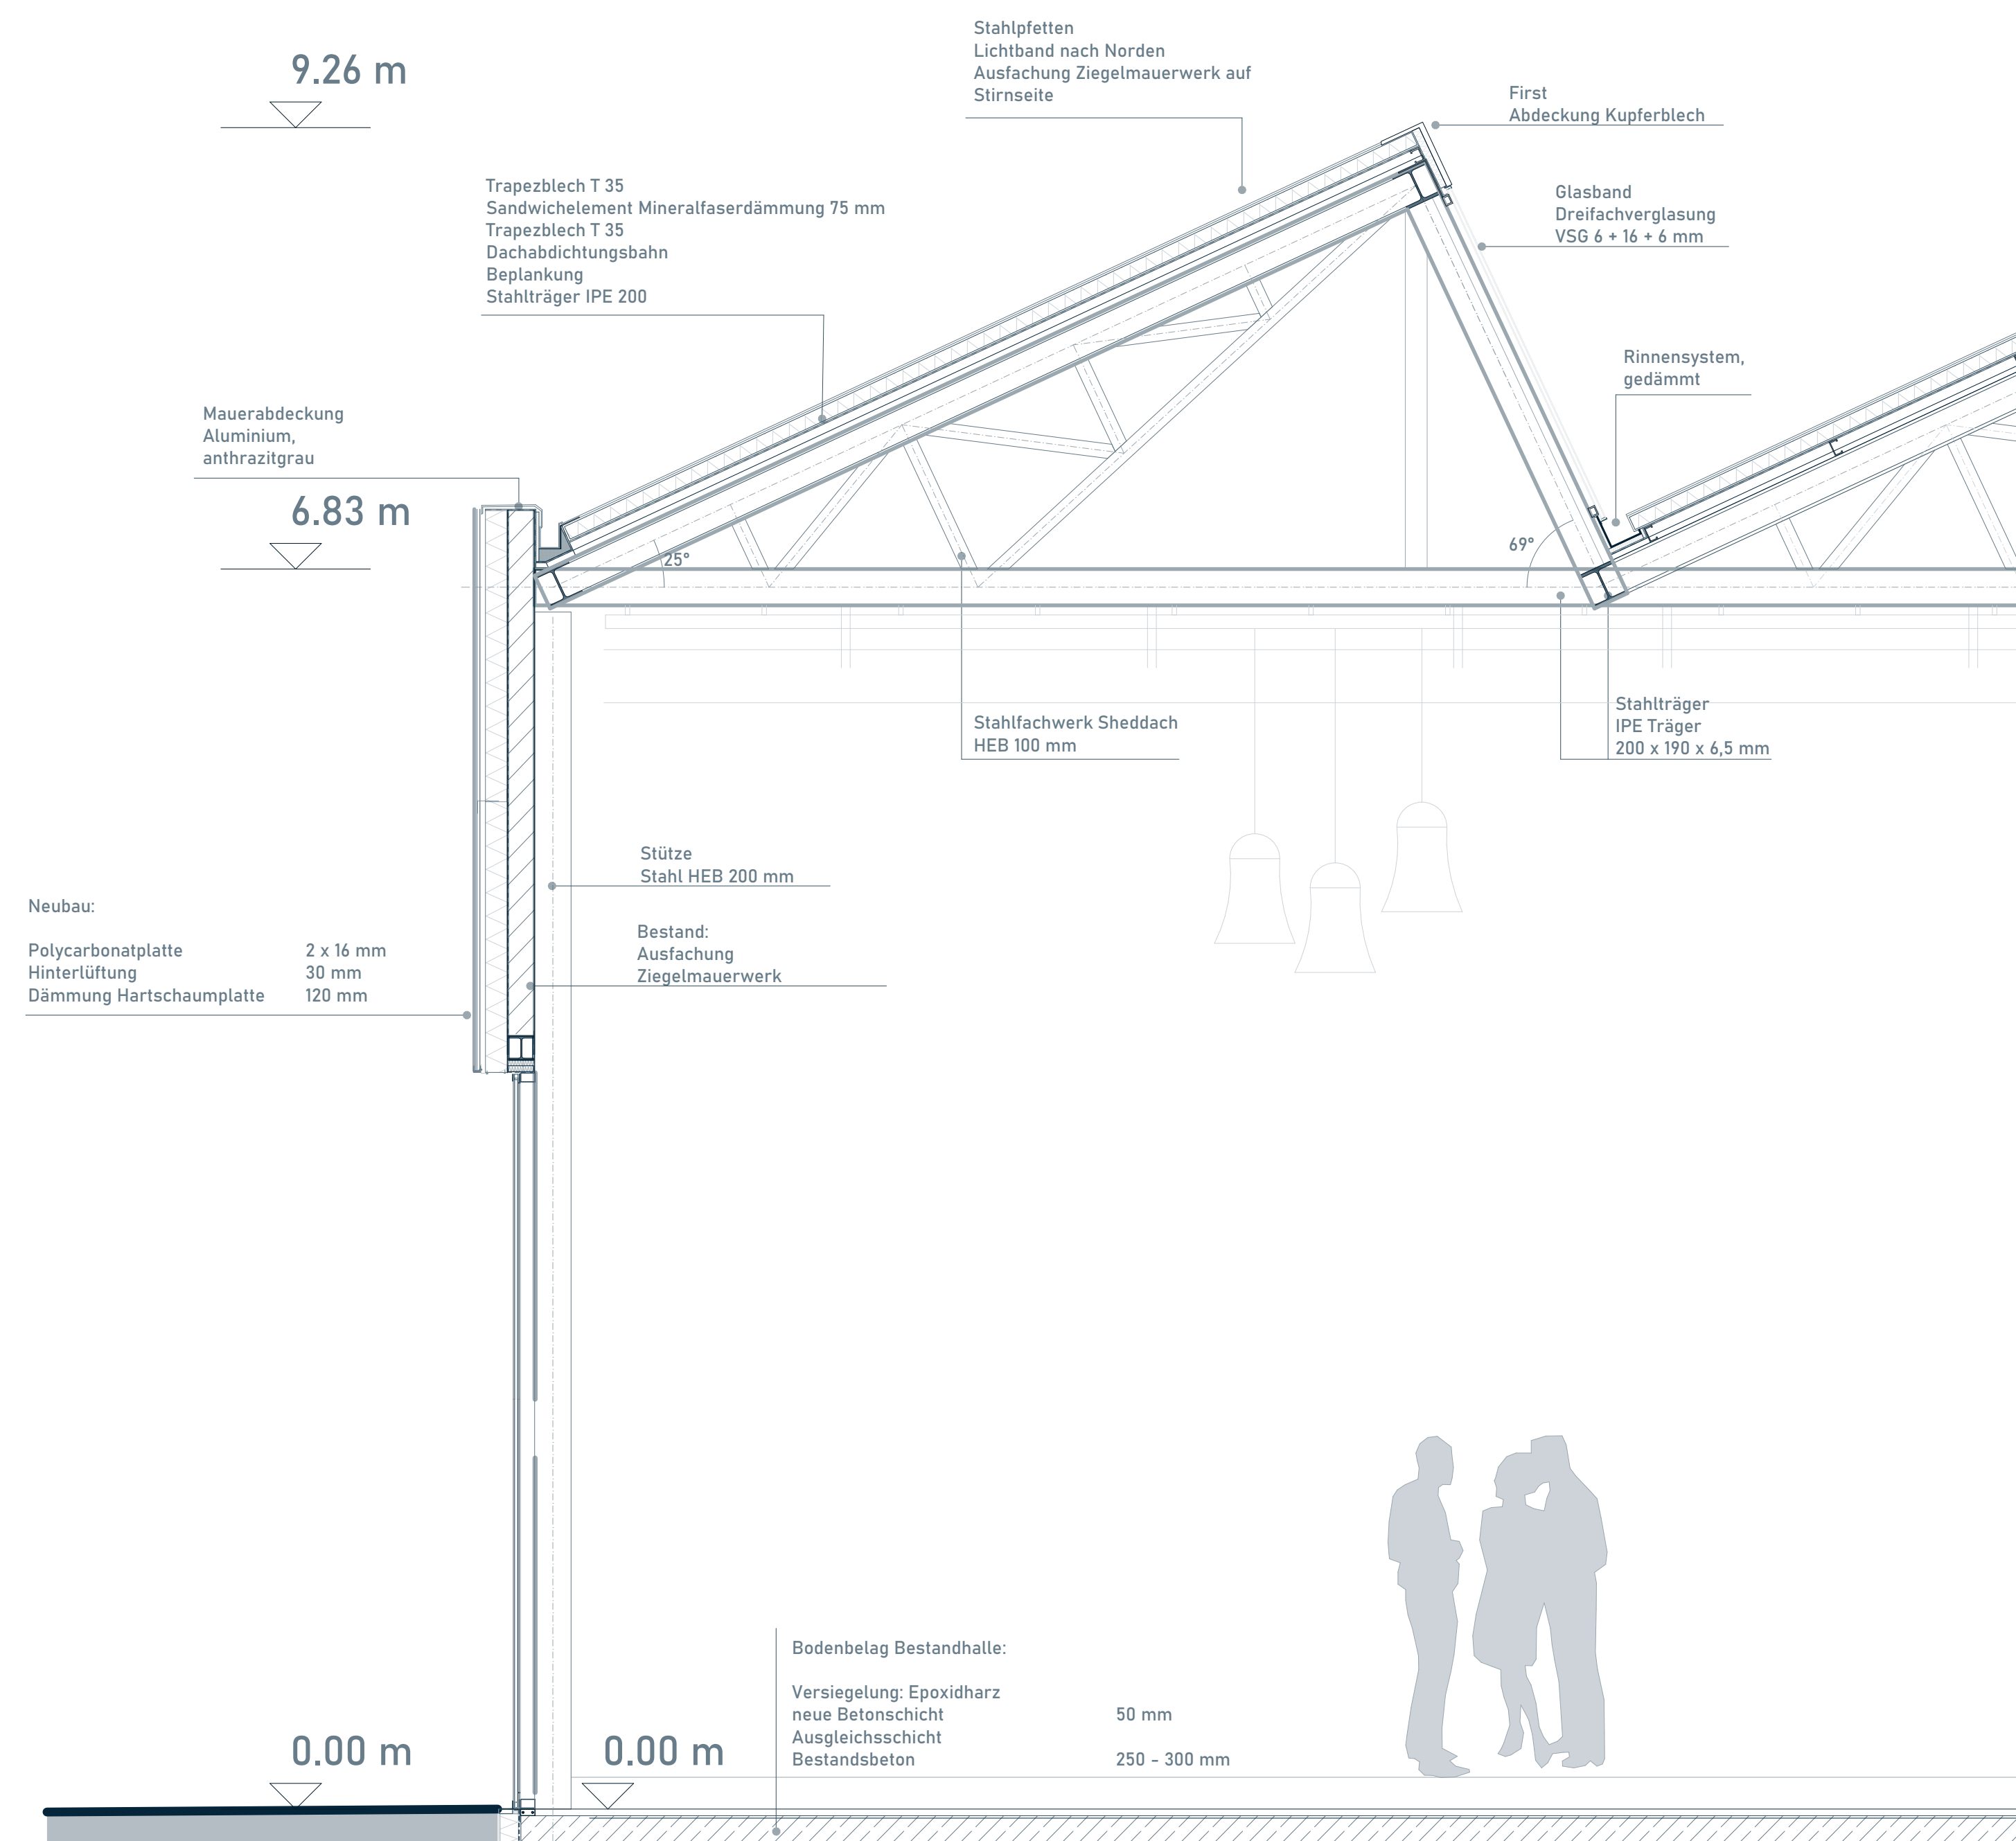 Stahlpfetten
Lichtband nach Norden
Ausfachung Ziegelmauerwerk auf
Stirnseite
9.26 m
First
Abdeckung Kupferblech
Trapezblech T 35
Sandwichelement Mineralfaserdämmung 75 mm
Trapezblech T 35
Dachabdichtungsbahn
Beplankung
Stahlträger IPE 200
Glasband
Dreifachverglasung
VSG 6 + 16 + 6 mm
Rinnensystem,
gedämmt
Mauerabdeckung
Aluminium,
anthrazitgrau
6.83 m
25°
69°
Stahlfachwerk Sheddach
HEB 100 mm
Stahlträger
IPE Träger
200 x 190 x 6,5 mm
Stütze
Stahl HEB 200 mm
Neubau:
Polycarbonatplatte 2 x 16 mm
Hinterlüftung 30 mm
Dämmung Hartschaumplatte 120 mm
Bestand:
Ausfachung
Ziegelmauerwerk
Bodenbelag Bestandhalle:
Versiegelung: Epoxidharz
neue Betonschicht 50 mm
Ausgleichsschicht
Bestandsbeton 250 - 300 mm
0.00 m
0.00 m